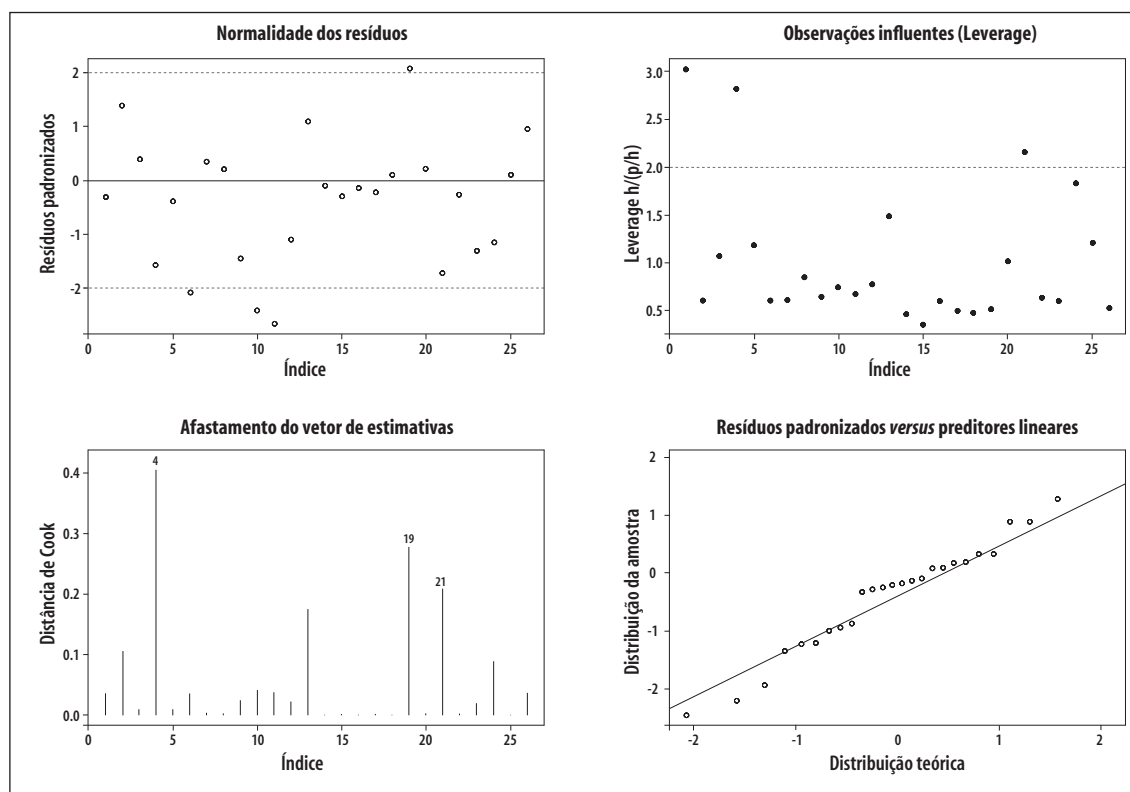 Normalidade dos resíduos
Resíduos padronizados
2
1
0
-1
-2
0 5 10 15 20 25
Índice
Observações influentes (Leverage)
Leverage h/(p/h)
3.0
2.5
2.0
1.5
1.0
0.5
0 5 10 15 20 25
Índice
Afastamento do vetor de estimativas
Distância de Cook
0.4
0.3
0.2
0.1
0.0
4
19
21
0 5 10 15 20 25
Índice
Resíduos padronizados versus preditores lineares
Distribuição da amostra
2
1
0
-1
-2
-2 -1 0 1 2
Distribuição teórica